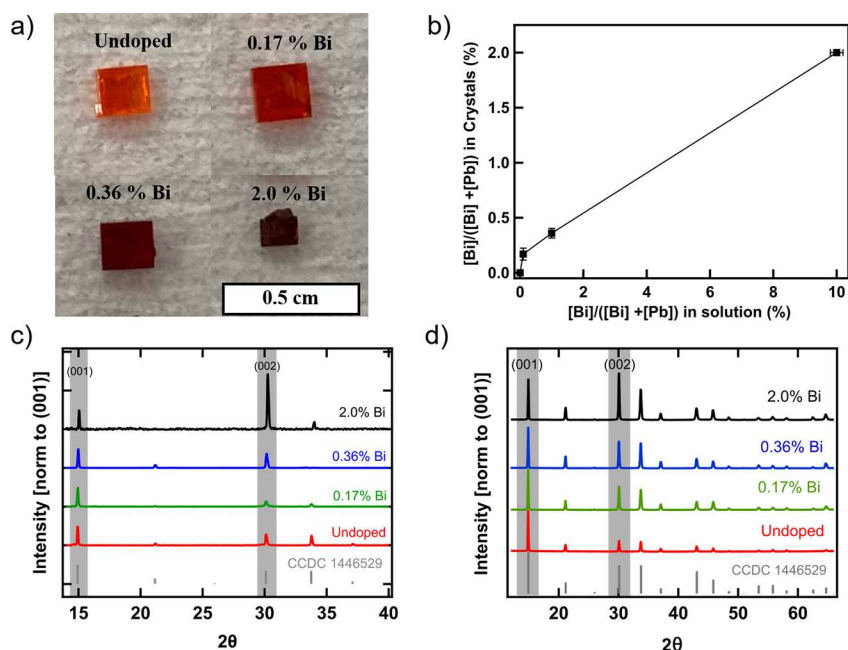 a)
Undoped
0.17 % Bi
0.36 % Bi
2.0 % Bi
0.5 cm
b)
[Bi]/([Bi] +[Pb]) in Crystals (%)
2.0
1.5
1.0
0.5
0.0
0
2
4
6
8
10
[Bi]/([Bi] +[Pb]) in solution (%)
c)
Intensity [norm to (001)]
(001)
(002)
2.0% Bi
0.36% Bi
0.17% Bi
Undoped
CCDC 1446529
15
20
25
30
35
40
2θ
d)
Intensity [norm to (001)]
(001)
(002)
2.0% Bi
0.36% Bi
0.17% Bi
Undoped
CCDC 1446529
20
30
40
50
60
2θ